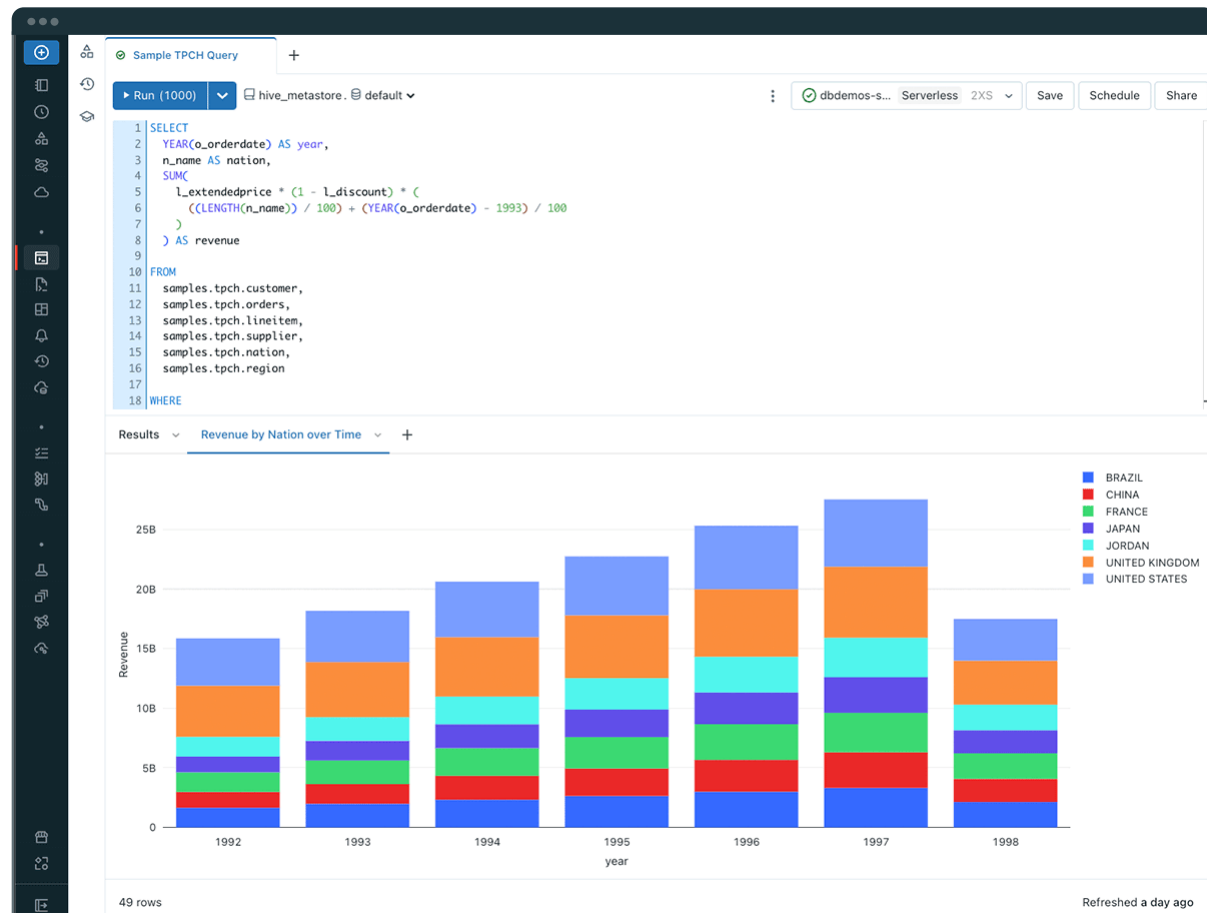 Sample TPCH Query
Run (1000) hive_metastore. default dbdemos-s... Serverless 2XS Save Schedule Share
1 SELECT
2 YEAR(o_orderdate) AS year,
3 n_name AS nation,
4 SUM(
5 l_extendedprice * (1 - l_discount) * (
6 ((LENGTH(n_name)) / 100) + (YEAR(o_orderdate) - 1993) / 100
7 )
8 ) AS revenue
9
10 FROM
11 samples.tpch.customer,
12 samples.tpch.orders,
13 samples.tpch.lineitem,
14 samples.tpch.supplier,
15 samples.tpch.nation,
16 samples.tpch.region
17
18 WHERE
Results Revenue by Nation over Time
BRAZIL
CHINA
FRANCE
JAPAN
JORDAN
UNITED KINGDOM
UNITED STATES
25B
20B
15B
10B
5B
0
Revenue
1992 1993 1994 1995 1996 1997 1998
year
49 rows Refreshed a day ago